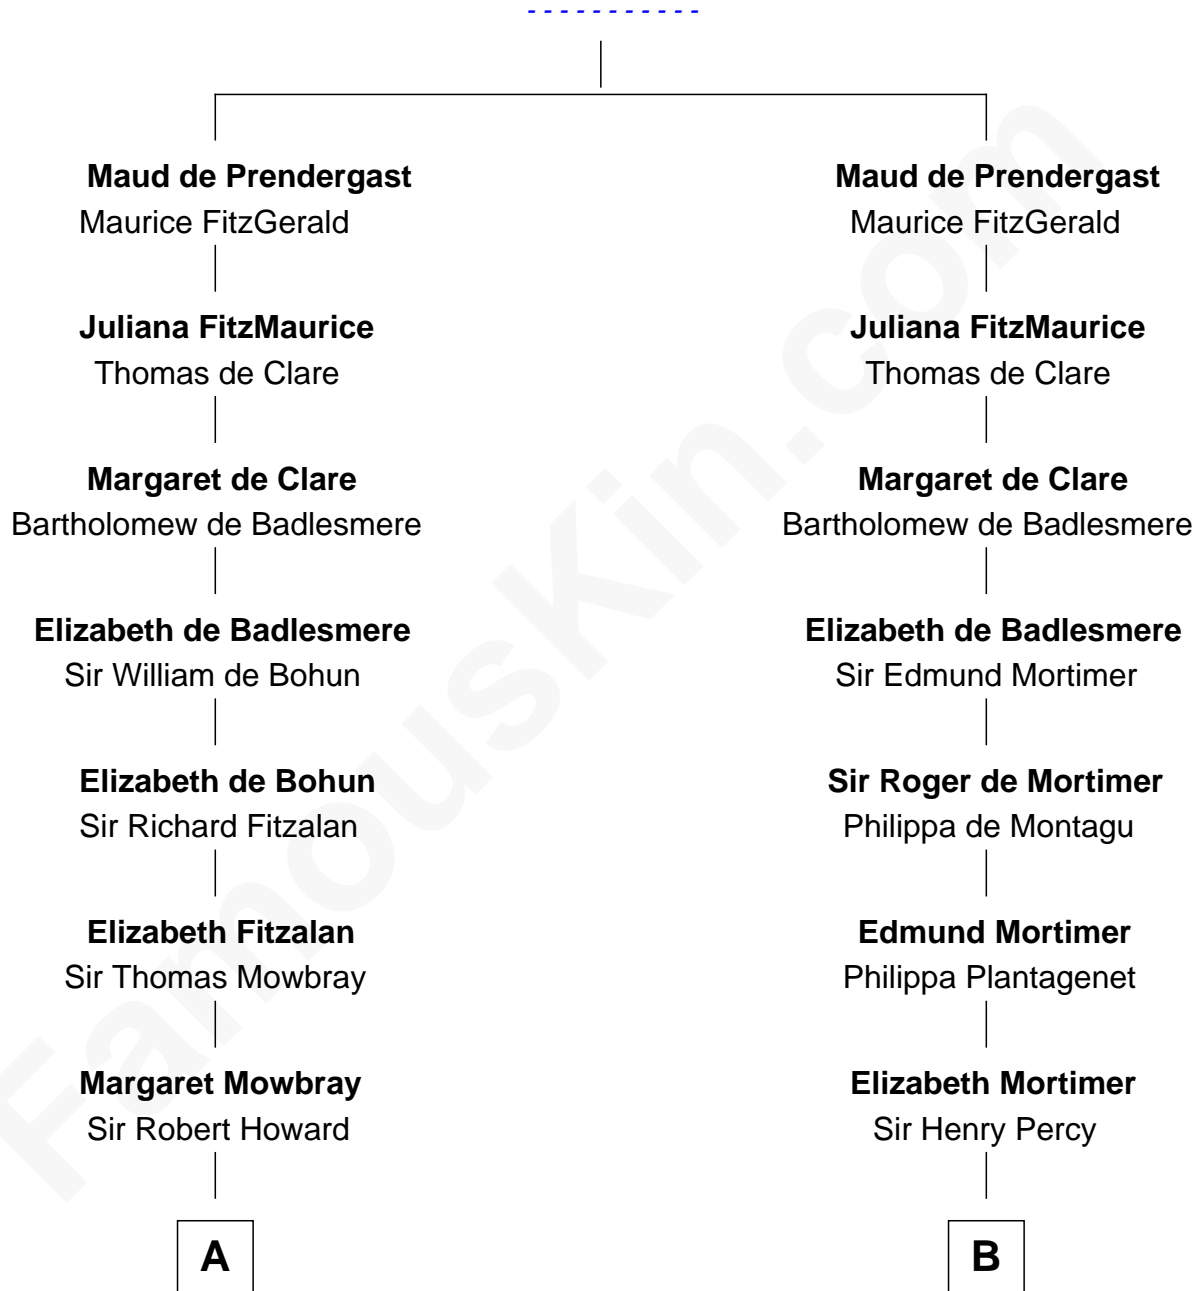 - - - - - - - - - - -
Maud de Prendergast
Maurice FitzGerald
Juliana FitzMaurice
Thomas de Clare
Margaret de Clare
Bartholomew de Badlesmere
Elizabeth de Badlesmere
Sir William de Bohun
Elizabeth de Bohun
Sir Richard Fitzalan
Elizabeth Fitzalan
Sir Thomas Mowbray
Margaret Mowbray
Sir Robert Howard
A
Maud de Prendergast
Maurice FitzGerald
Juliana FitzMaurice
Thomas de Clare
Margaret de Clare
Bartholomew de Badlesmere
Elizabeth de Badlesmere
Sir Edmund Mortimer
Sir Roger de Mortimer
Philippa de Montagu
Edmund Mortimer
Philippa Plantagenet
Elizabeth Mortimer
Sir Henry Percy
B
FamousKin.com